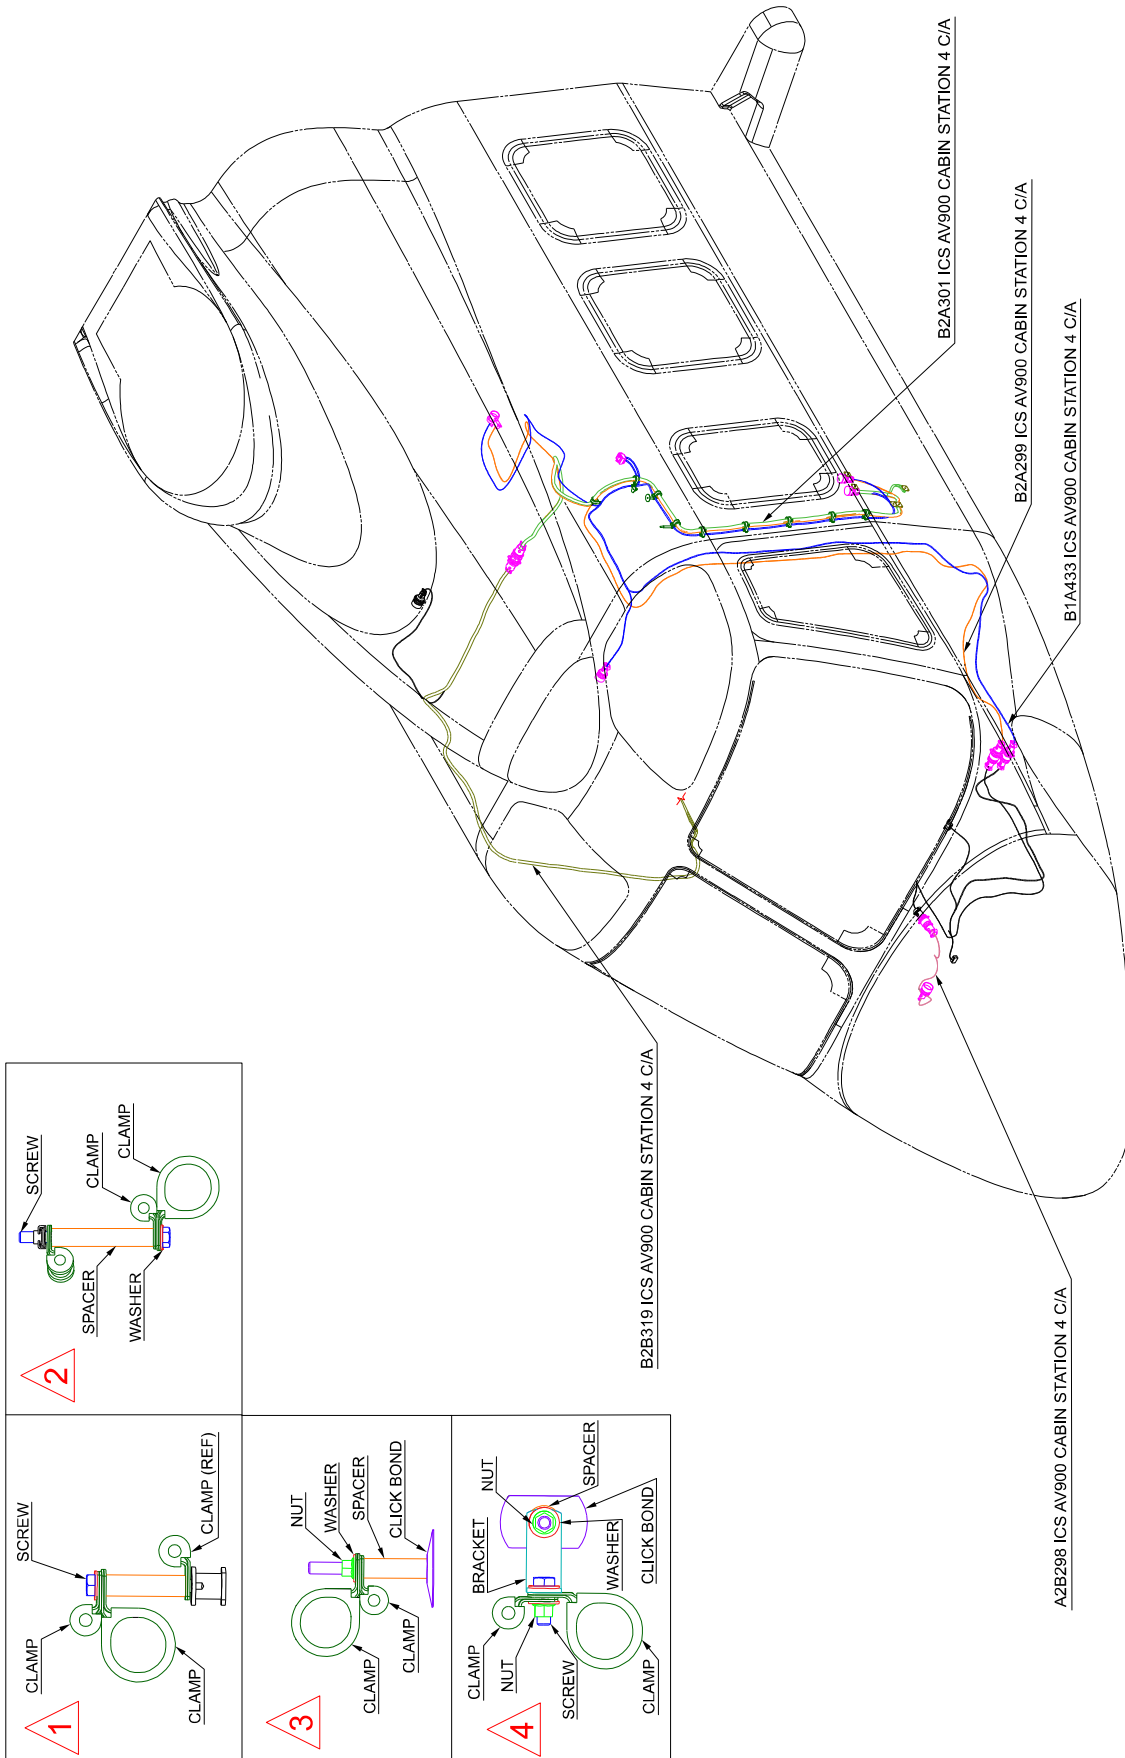 SCREW
CLAMP
CLAMP
CLAMP (REF)
1
SCREW
CLAMP
CLAMP
SPACER
WASHER
2
NUT
WASHER
SPACER
CLICK BOND
CLAMP
CLAMP
3
NUT
SPACER
BRACKET
WASHER
CLICK BOND
CLAMP
NUT
SCREW
CLAMP
4
B2B319 ICS AV900 CABIN STATION 4 C/A
A2B298 ICS AV900 CABIN STATION 4 C/A
B2A301 ICS AV900 CABIN STATION 4 C/A
B2A299 ICS AV900 CABIN STATION 4 C/A
B1A433 ICS AV900 CABIN STATION 4 C/A